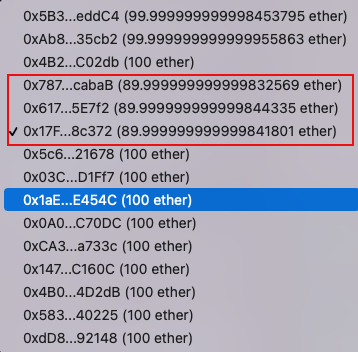 0x5B3...eddC4 (99.999999999998453795 ether)
0xAb8...35cb2 (99.999999999999955863 ether)
0x4B2...C02db (100 ether)
0x787...cabaB (89.999999999999832569 ether)
0x617...5E7f2 (89.999999999999844335 ether)
✓ 0x17F...8c372 (89.999999999999841801 ether)
0x5c6...21678 (100 ether)
0x03C...D1Ff7 (100 ether)
0x1aE...E454C (100 ether)
0x0A0...C70DC (100 ether)
0xCA3...a733c (100 ether)
0x147...C160C (100 ether)
0x4B0...4D2dB (100 ether)
0x583...40225 (100 ether)
0xdD8...92148 (100 ether)